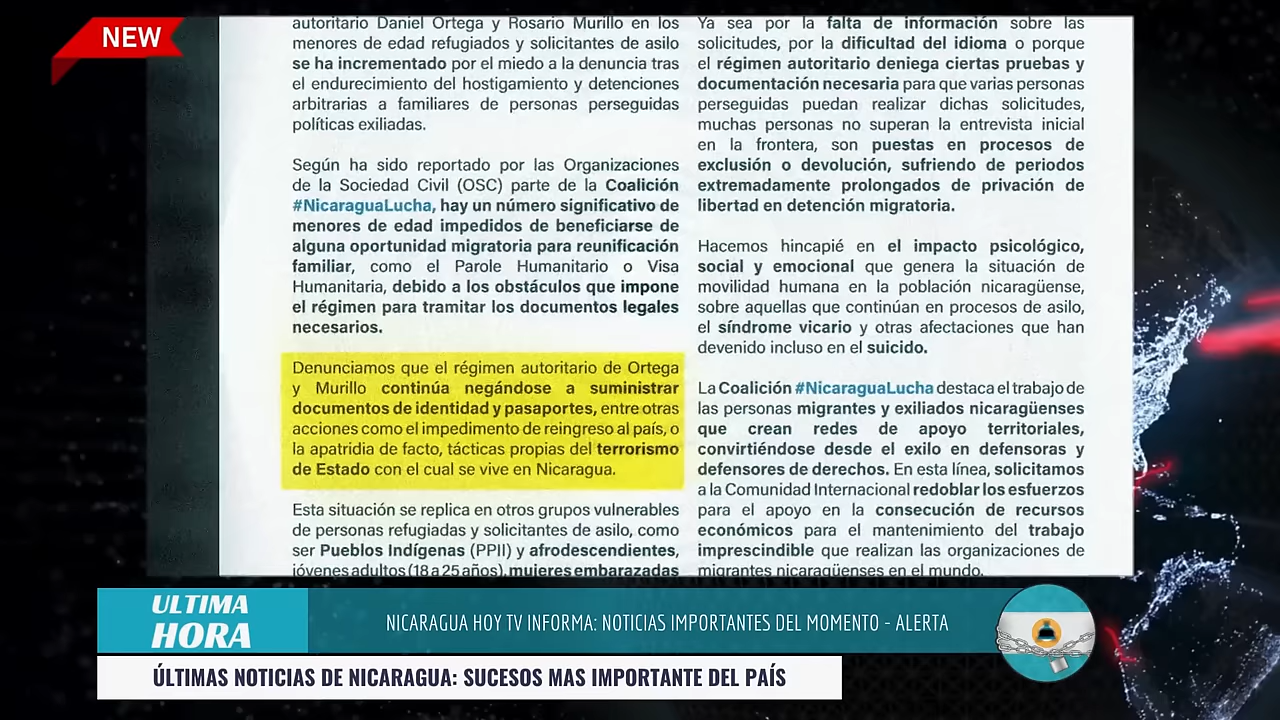 NEW
autoritario Daniel Ortega y Rosario Murillo en los
menores de edad refugiados y solicitantes de asilo
se ha incrementado por el miedo a la denuncia tras
el endurecimiento del hostigamiento y detenciones
arbitrarias a familiares de personas perseguidas
políticas exiliadas.
Según ha sido reportado por las Organizaciones
de la Sociedad Civil (OSC) parte de la Coalición
#NicaraguaLucha, hay un número significativo de
menores de edad impedidos de beneficiarse de
alguna oportunidad migratoria para reunificación
familiar, como el Parole Humanitario o Visa
Humanitaria, debido a los obstáculos que impone
el régimen para tramitar los documentos legales
necesarios.
Denunciamos que el régimen autoritario de Ortega
y Murillo continúa negándose a suministrar
documentos de identidad y pasaportes, entre otras
acciones como el impedimento de reingreso al país, o
la apatridia de facto, tácticas propias del terrorismo
de Estado con el cual se vive en Nicaragua.
Esta situación se replica en otros grupos vulnerables
de personas refugiadas y solicitantes de asilo, como
ser Pueblos Indígenas (PPII) y afrodescendientes,
jóvenes adultos (18 a 25 años), mujeres embarazadas
Ya sea por la falta de información sobre las
solicitudes, por la dificultad del idioma o porque
el régimen autoritario deniega ciertas pruebas y
documentación necesaria para que varias personas
perseguidas puedan realizar dichas solicitudes,
muchas personas no superan la entrevista inicial
en la frontera, son puestas en procesos de
exclusión o devolución, sufriendo de periodos
extremadamente prolongados de privación de
libertad en detención migratoria.
Hacemos hincapié en el impacto psicológico,
social y emocional que genera la situación de
movilidad humana en la población nicaragüense,
sobre aquellas que continúan en procesos de asilo,
el síndrome vicario y otras afectaciones que han
devenido incluso en el suicido.
La Coalición #NicaraguaLucha destaca el trabajo de
las personas migrantes y exiliados nicaragüenses
que crean redes de apoyo territoriales,
convirtiéndose desde el exilo en defensoras y
defensores de derechos. En esta línea, solicitamos
a la Comunidad Internacional redoblar los esfuerzos
para el apoyo en la consecución de recursos
económicos para el mantenimiento del trabajo
imprescindible que realizan las organizaciones de
migrantes nicaragüenses en el mundo.
ULTIMA
HORA
NICARAGUA HOY TV INFORMA: NOTICIAS IMPORTANTES DEL MOMENTO - ALERTA
ÚLTIMAS NOTICIAS DE NICARAGUA: SUCESOS MAS IMPORTANTE DEL PAÍS